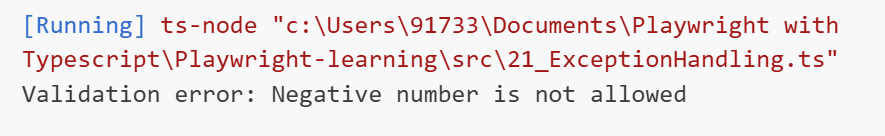 [Running] ts-node "c:\Users\91733\Documents\Playwright with
Typescript\Playwright-learning\src\21_ExceptionHandling.ts"
Validation error: Negative number is not allowed